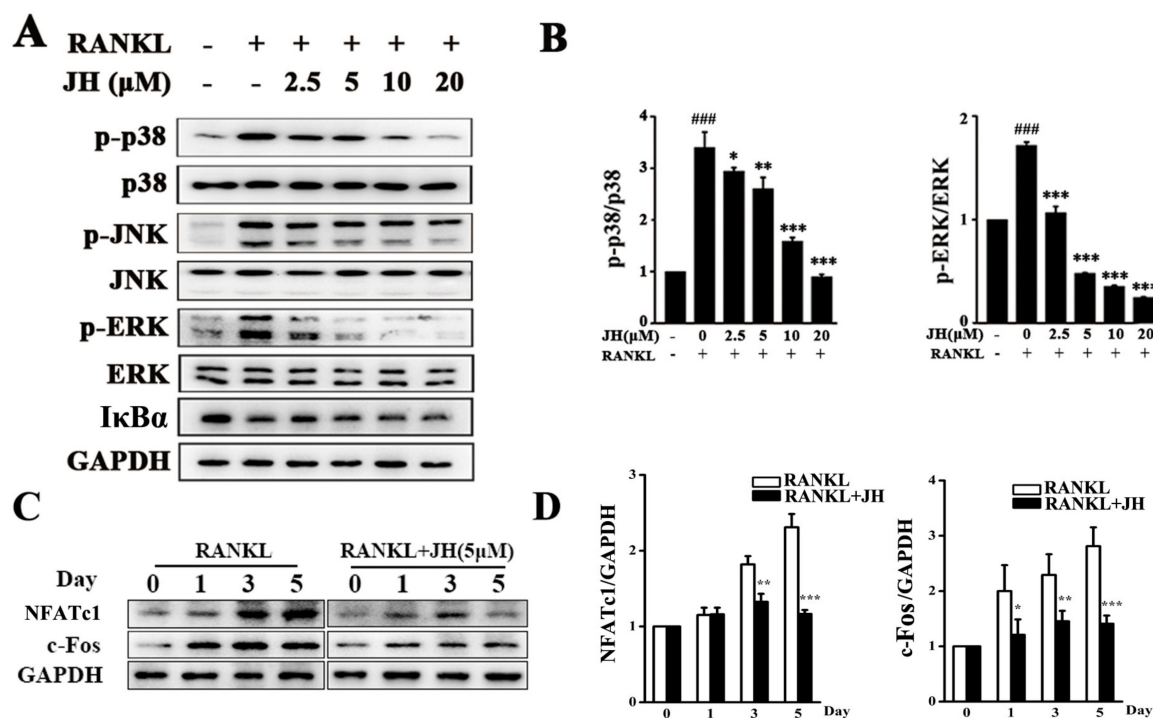 A
RANKL - + + + + +
JH (μM) - - 2.5 5 10 20
p-p38
p38
p-JNK
JNK
p-ERK
ERK
IκBα
GAPDH
B
p-p38/p38
4
3
2
1
0
###
*
**
***
***
JH(μM) - 0 2.5 5 10 20
RANKL - + + + + +
p-ERK/ERK
2
1
0
###
***
***
***
***
JH(μM) - 0 2.5 5 10 20
RANKL - + + + + +
C
RANKL RANKL+JH(5μM)
Day 0 1 3 5 0 1 3 5
NFATc1
c-Fos
GAPDH
D
NFATc1/GAPDH
3
2
1
0
RANKL
RANKL+JH
**
***
0 1 3 5 Day
c-Fos/GAPDH
4
3
2
1
0
RANKL
RANKL+JH
*
**
***
0 1 3 5 Day